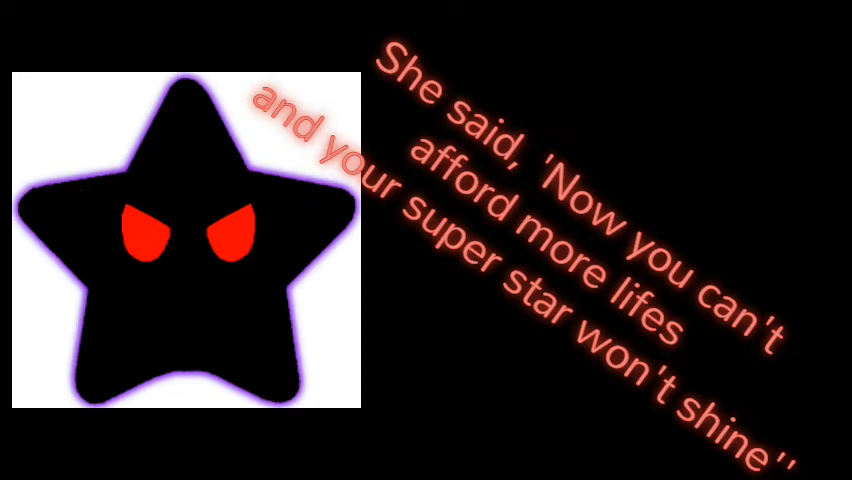 She said, 'Now you can't
afford more lifes
and your super star won't shine''